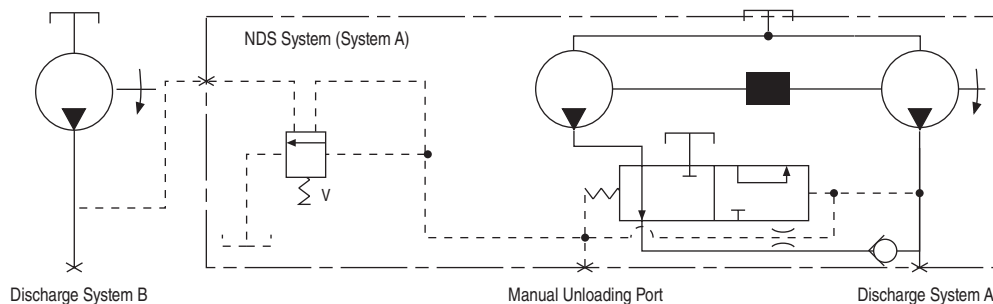 NDS System (System A)
V
Discharge System B
Manual Unloading Port
Discharge System A